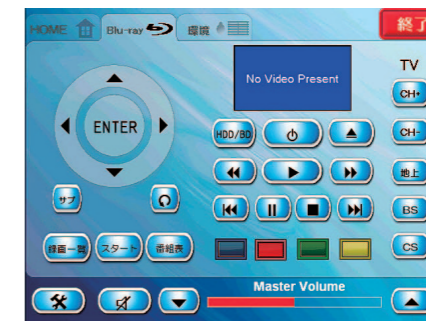 HOME Blu-ray 環境 終了
No Video Present
TV
CH+
ENTER
HDD/BD
CH-
地上
サブ
BS
録画一覧 スタート 番組表
CS
Master Volume